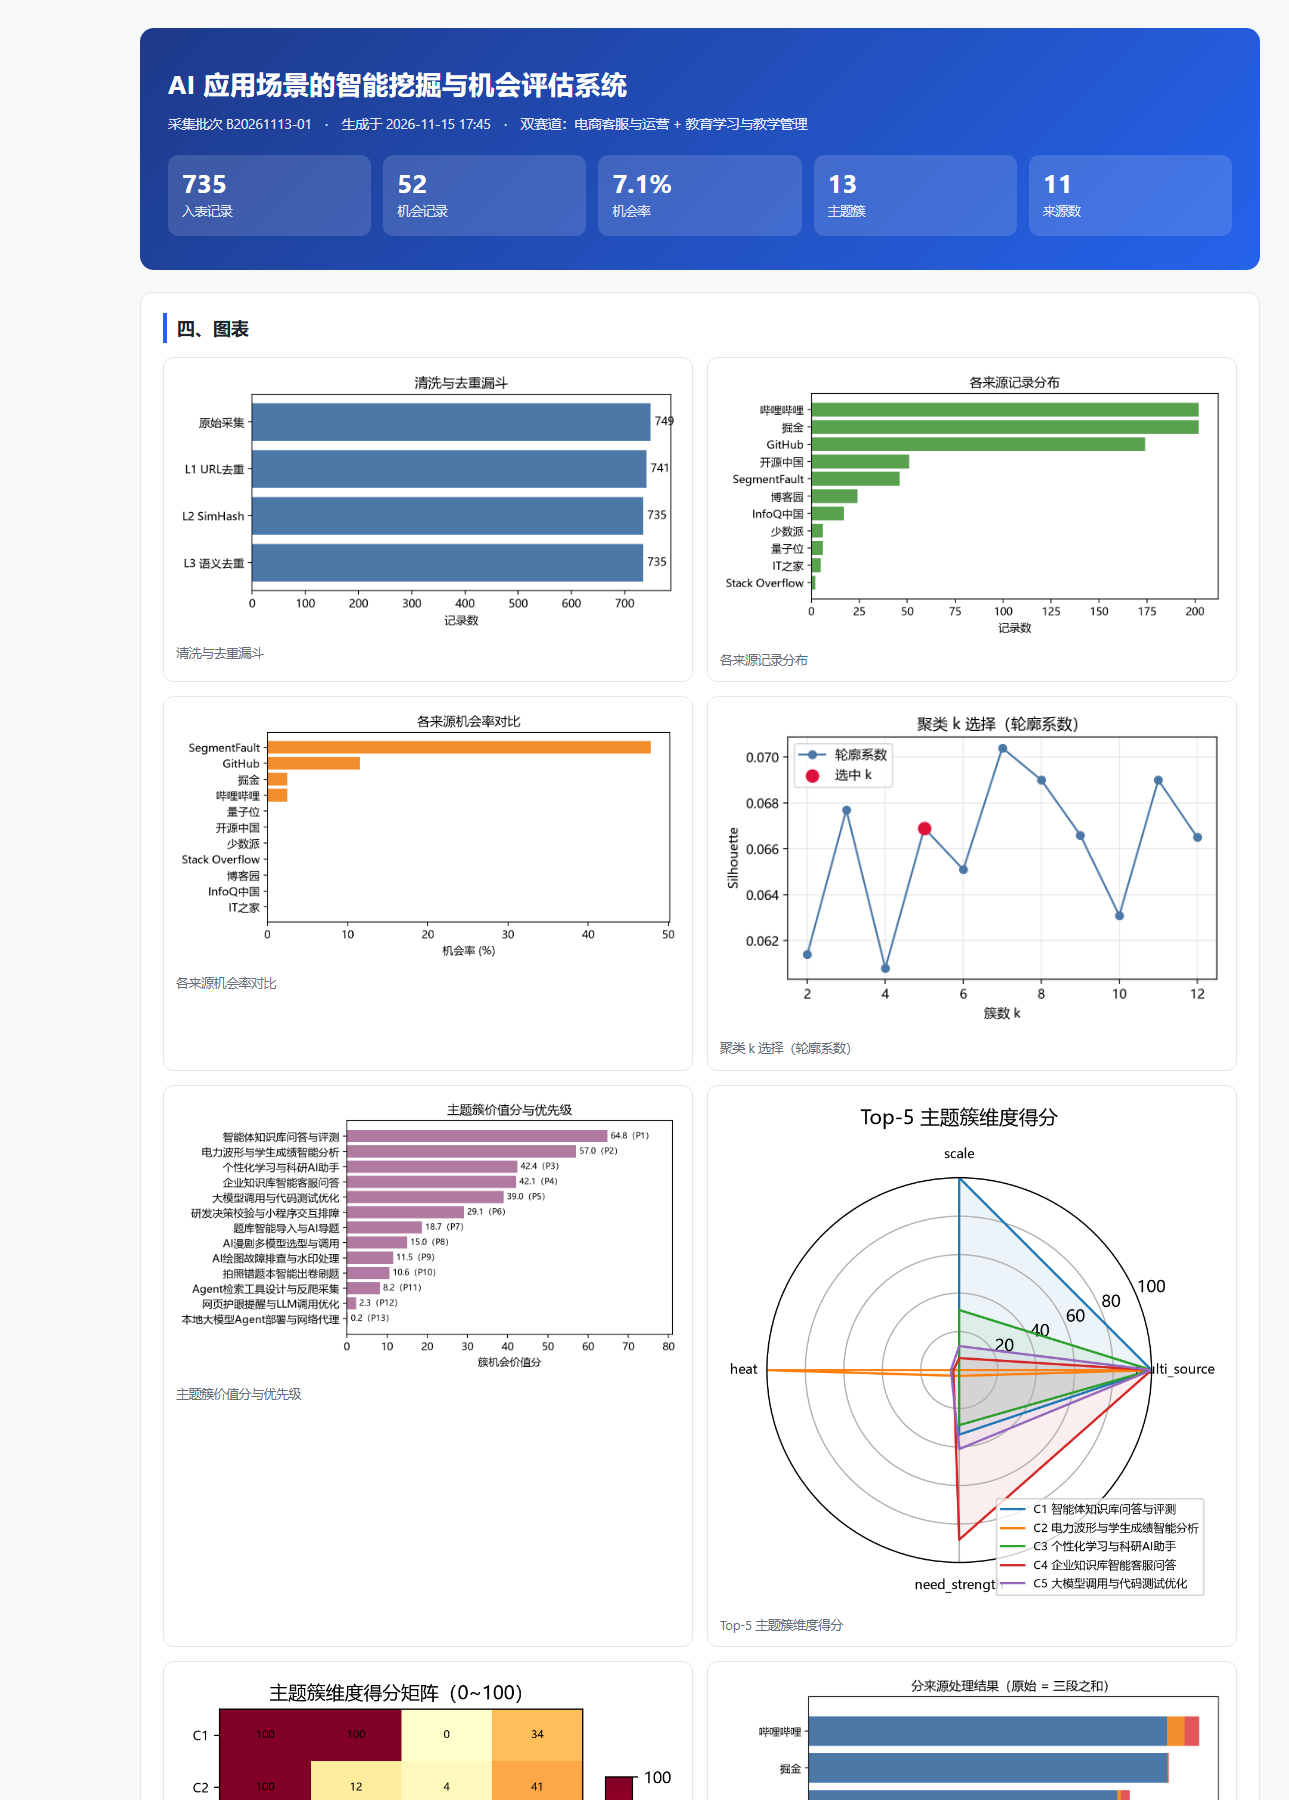 AI 应用场景的智能挖掘与机会评估系统
采集批次 B20261113-01 · 生成于 2026-11-15 17:45 · 双赛道：电商客服与运营 + 教育学习与教学管理
735
入表记录
52
机会记录
7.1%
机会率
13
主题簇
11
来源数
四、图表
清洗与去重漏斗
原始采集
749
L1 URL去重
741
L2 SimHash
735
L3 语义去重
735
0 100 200 300 400 500 600 700
记录数
清洗与去重漏斗
各来源记录分布
哔哩哔哩
掘金
GitHub
开源中国
SegmentFault
博客园
InfoQ中国
少数派
量子位
IT之家
Stack Overflow
0 25 50 75 100 125 150 175 200
记录数
各来源记录分布
各来源机会率对比
SegmentFault
GitHub
掘金
哔哩哔哩
量子位
开源中国
少数派
Stack Overflow
博客园
InfoQ中国
IT之家
0 10 20 30 40 50
机会率 (%)
各来源机会率对比
聚类 k 选择（轮廓系数）
轮廓系数
选中 k
0.070
0.068
0.066
0.064
0.062
Silhouette
2 4 6 8 10 12
簇数 k
聚类 k 选择（轮廓系数）
主题簇价值分与优先级
智能体知识库问答与评测 64.8（P1）
电力波形与学生成绩智能分析 57.0（P2）
个性化学习与科研AI助手 42.4（P3）
企业知识库智能客服问答 42.1（P4）
大模型调用与代码测试优化 39.0（P5）
研发决策校验与小程序交互排障 29.1（P6）
题库智能导入与AI导题 18.7（P7）
AI漫剧多模型选型与调用 15.0（P8）
AI绘图故障排查与水印处理 11.5（P9）
拍照错题本智能出卷刷题 10.6（P10）
Agent检索工具设计与反爬采集 8.2（P11）
网页护眼提醒与LLM调用优化 2.3（P12）
本地大模型Agent部署与网络代理 0.2（P13）
0 10 20 30 40 50 60 70 80
簇机会价值分
主题簇价值分与优先级
Top-5 主题簇维度得分
scale
100
80
60
40
20
heat
ulti_source
need_strengt
C1 智能体知识库问答与评测
C2 电力波形与学生成绩智能分析
C3 个性化学习与科研AI助手
C4 企业知识库智能客服问答
C5 大模型调用与代码测试优化
Top-5 主题簇维度得分
主题簇维度得分矩阵（0~100）
C1 100 100 0 34
C2 100 12 4 41
100
分来源处理结果（原始 = 三段之和）
哔哩哔哩
掘金